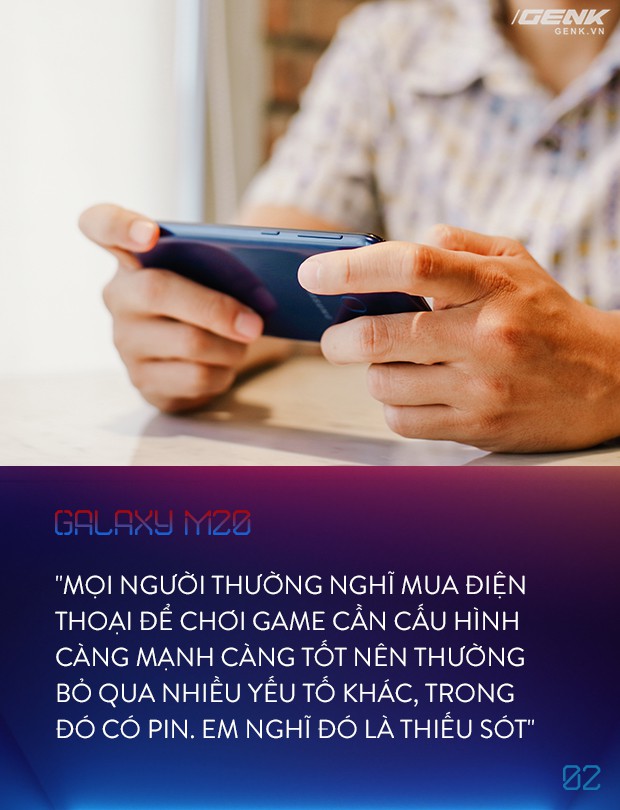 GENK
GENK.VN
SAMSUNG
GALAXY M20
"MỌI NGƯỜI THƯỜNG NGHĨ MUA ĐIỆN
THOẠI ĐỂ CHƠI GAME CẦN CẤU HÌNH
CÀNG MẠNH CÀNG TỐT NÊN THƯỜNG
BỎ QUA NHIỀU YẾU TỐ KHÁC, TRONG
ĐÓ CÓ PIN. EM NGHĨ ĐÓ LÀ THIẾU SÓT"
02